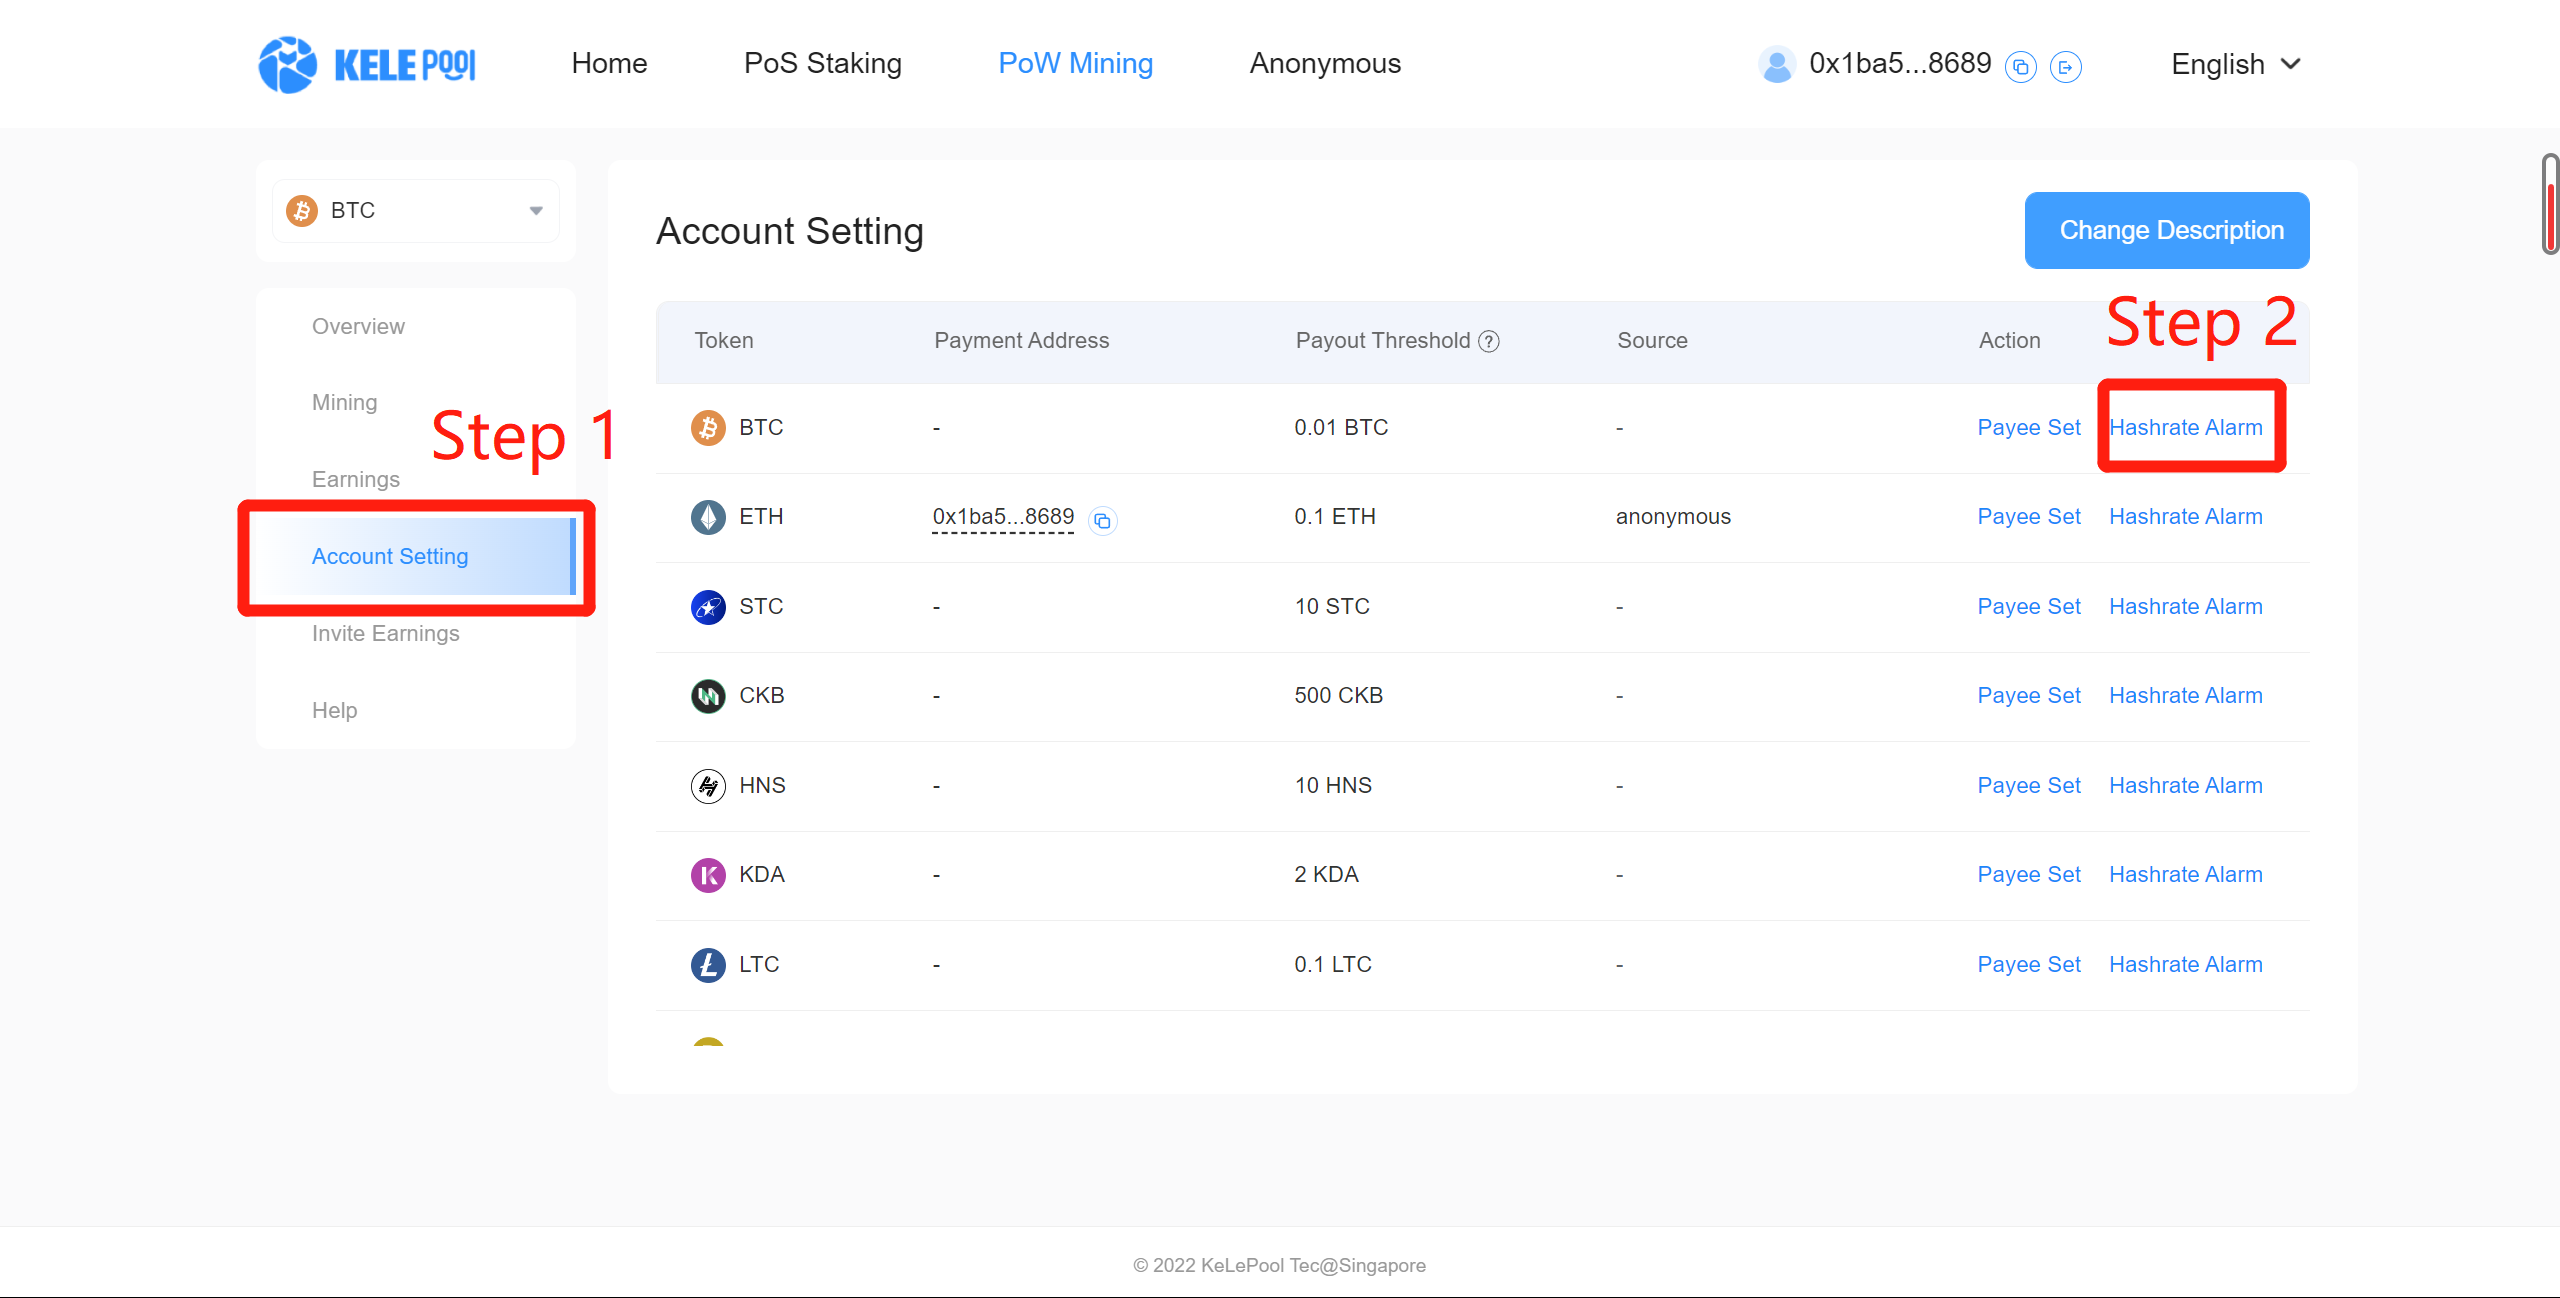 KELE POOL Home PoS Staking PoW Mining Anonymous 0x1ba5...8689 English
BTC
Overview
Mining
Earnings
Account Setting
Invite Earnings
Help
Step 1
Account Setting Change Description
Step 2
Token Payment Address Payout Threshold ? Source Action
BTC - 0.01 BTC - Payee Set Hashrate Alarm
ETH 0x1ba5...8689 0.1 ETH anonymous Payee Set Hashrate Alarm
STC - 10 STC - Payee Set Hashrate Alarm
CKB - 500 CKB - Payee Set Hashrate Alarm
HNS - 10 HNS - Payee Set Hashrate Alarm
KDA - 2 KDA - Payee Set Hashrate Alarm
LTC - 0.1 LTC - Payee Set Hashrate Alarm
© 2022 KeLePool Tec@Singapore